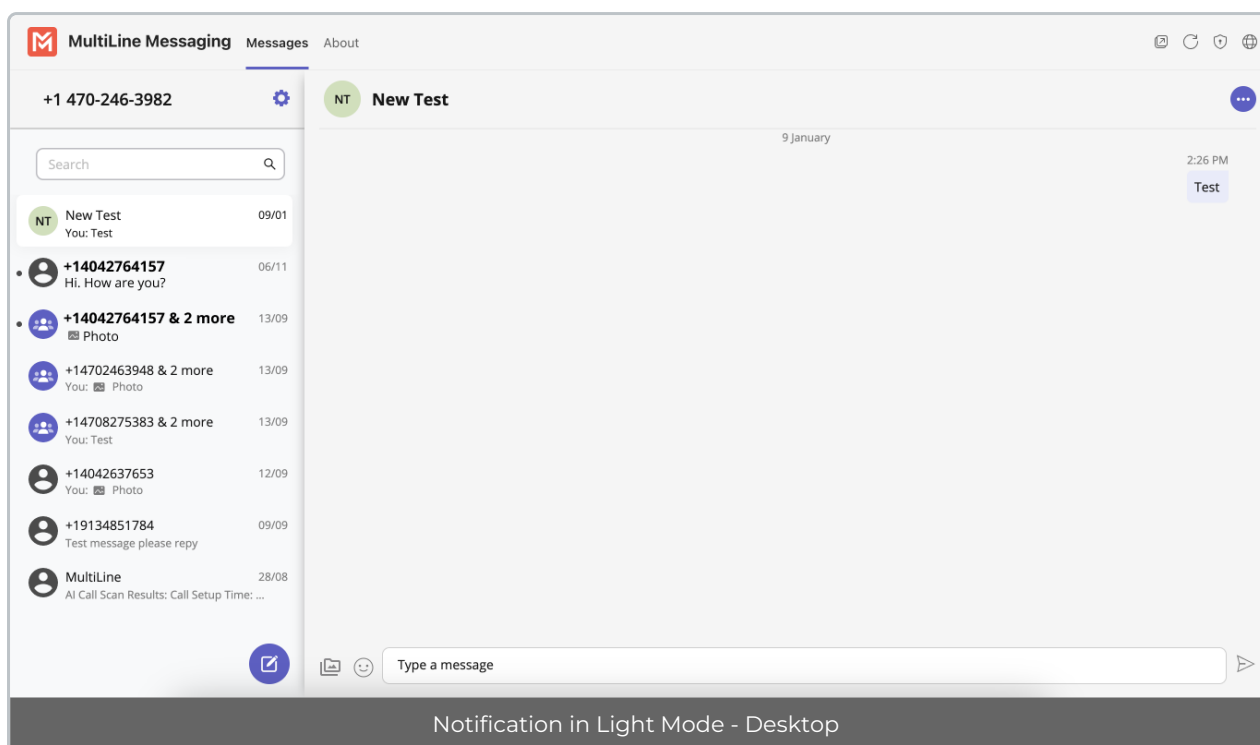 MultiLine Messaging Messages About
+1 470-246-3982
NT New Test
Search
NT New Test 09/01
You: Test
+14042764157 06/11
Hi. How are you?
+14042764157 & 2 more 13/09
Photo
+14702463948 & 2 more 13/09
You: Photo
+14708275383 & 2 more 13/09
You: Test
+14042637653 12/09
You: Photo
+19134851784 09/09
Test message please repy
MultiLine 28/08
AI Call Scan Results: Call Setup Time: ...
9 January
2:26 PM
Test
Type a message
Notification in Light Mode - Desktop